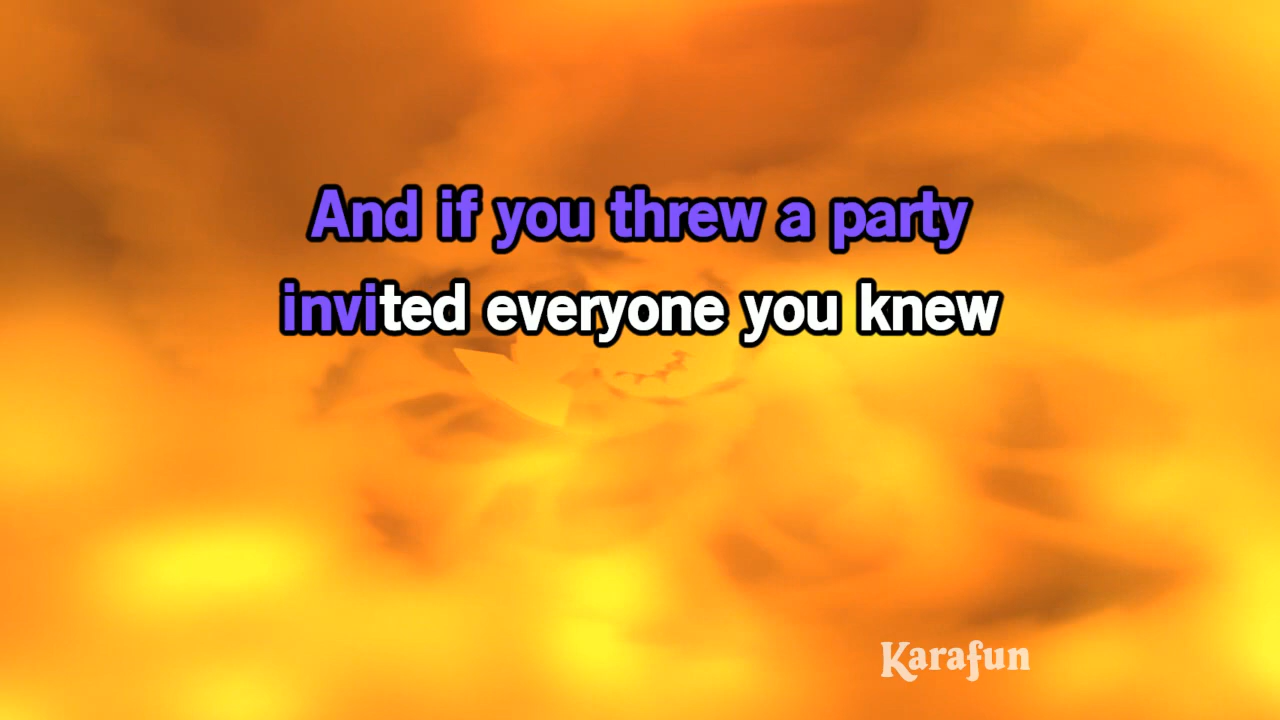 And if you threw a party
invited everyone you knew
Karafun